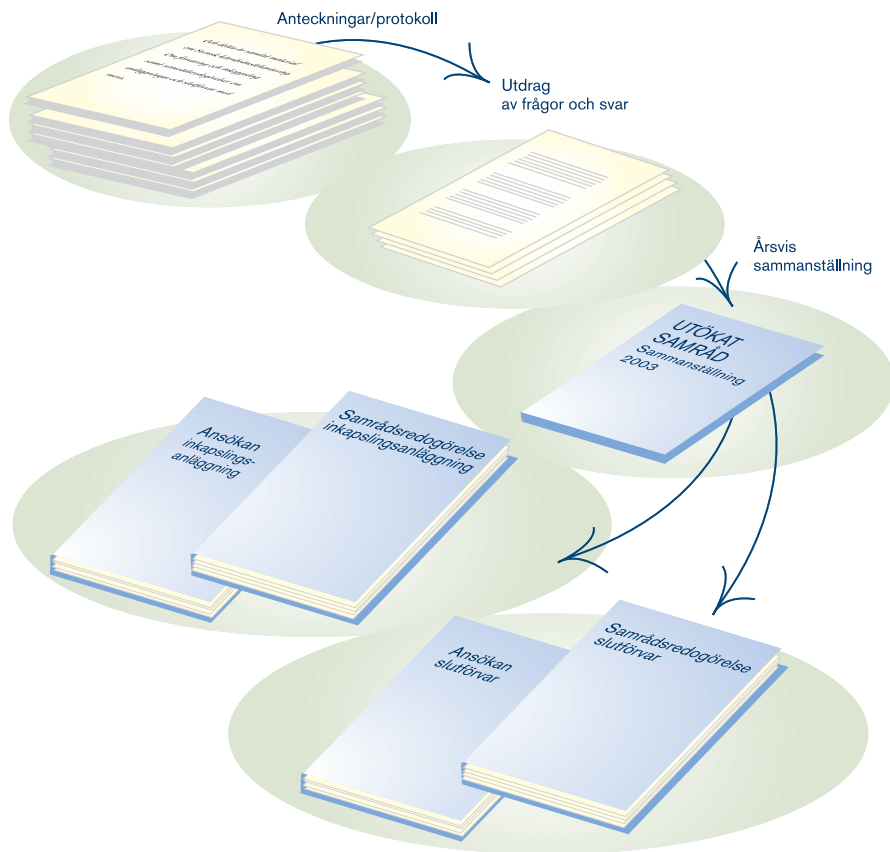 Anteckningar/protokoll
Utdrag
av frågor och svar
Årsvis
sammanställning
UTÖKAT
SAMRÅD
Sammanställning
2003
Ansökan
inkapslings-
anläggning
Samrådsredogörelse
inkapslingsanläggning
Ansökan
slutförvar
Samrådsredogörelse
slutförvar